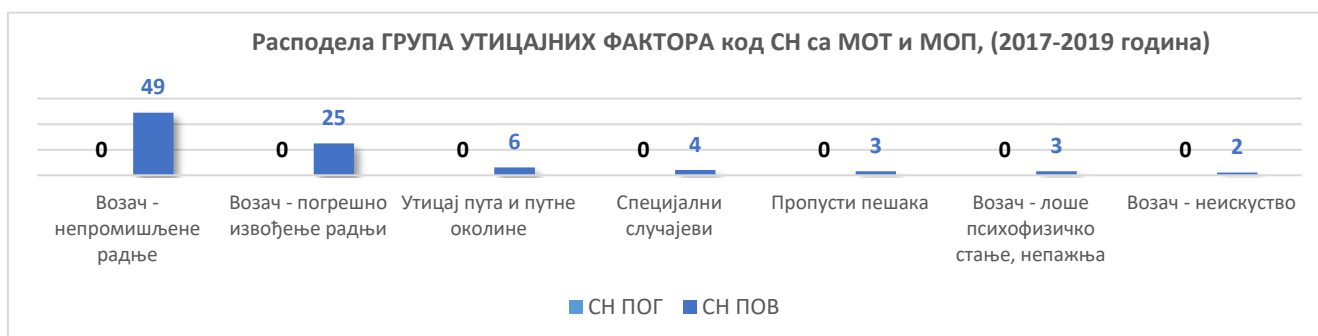 Расподела ГРУПА УТИЦАЈНИХ ФАКТОРА код СН са МОТ и МОП, (2017-2019 година)
0 49 0 25 0 6 0 4 0 3 0 3 0 2
Возач -
непромишљене
радње
Возач - погрешно
извођење радњи
Утицај пута и путне
околине
Специјални
случајеви
Пропусти пешака
Возач - лоше
психофизичко
стање, непажња
Возач - неискуство
СН ПОГ СН ПОВ